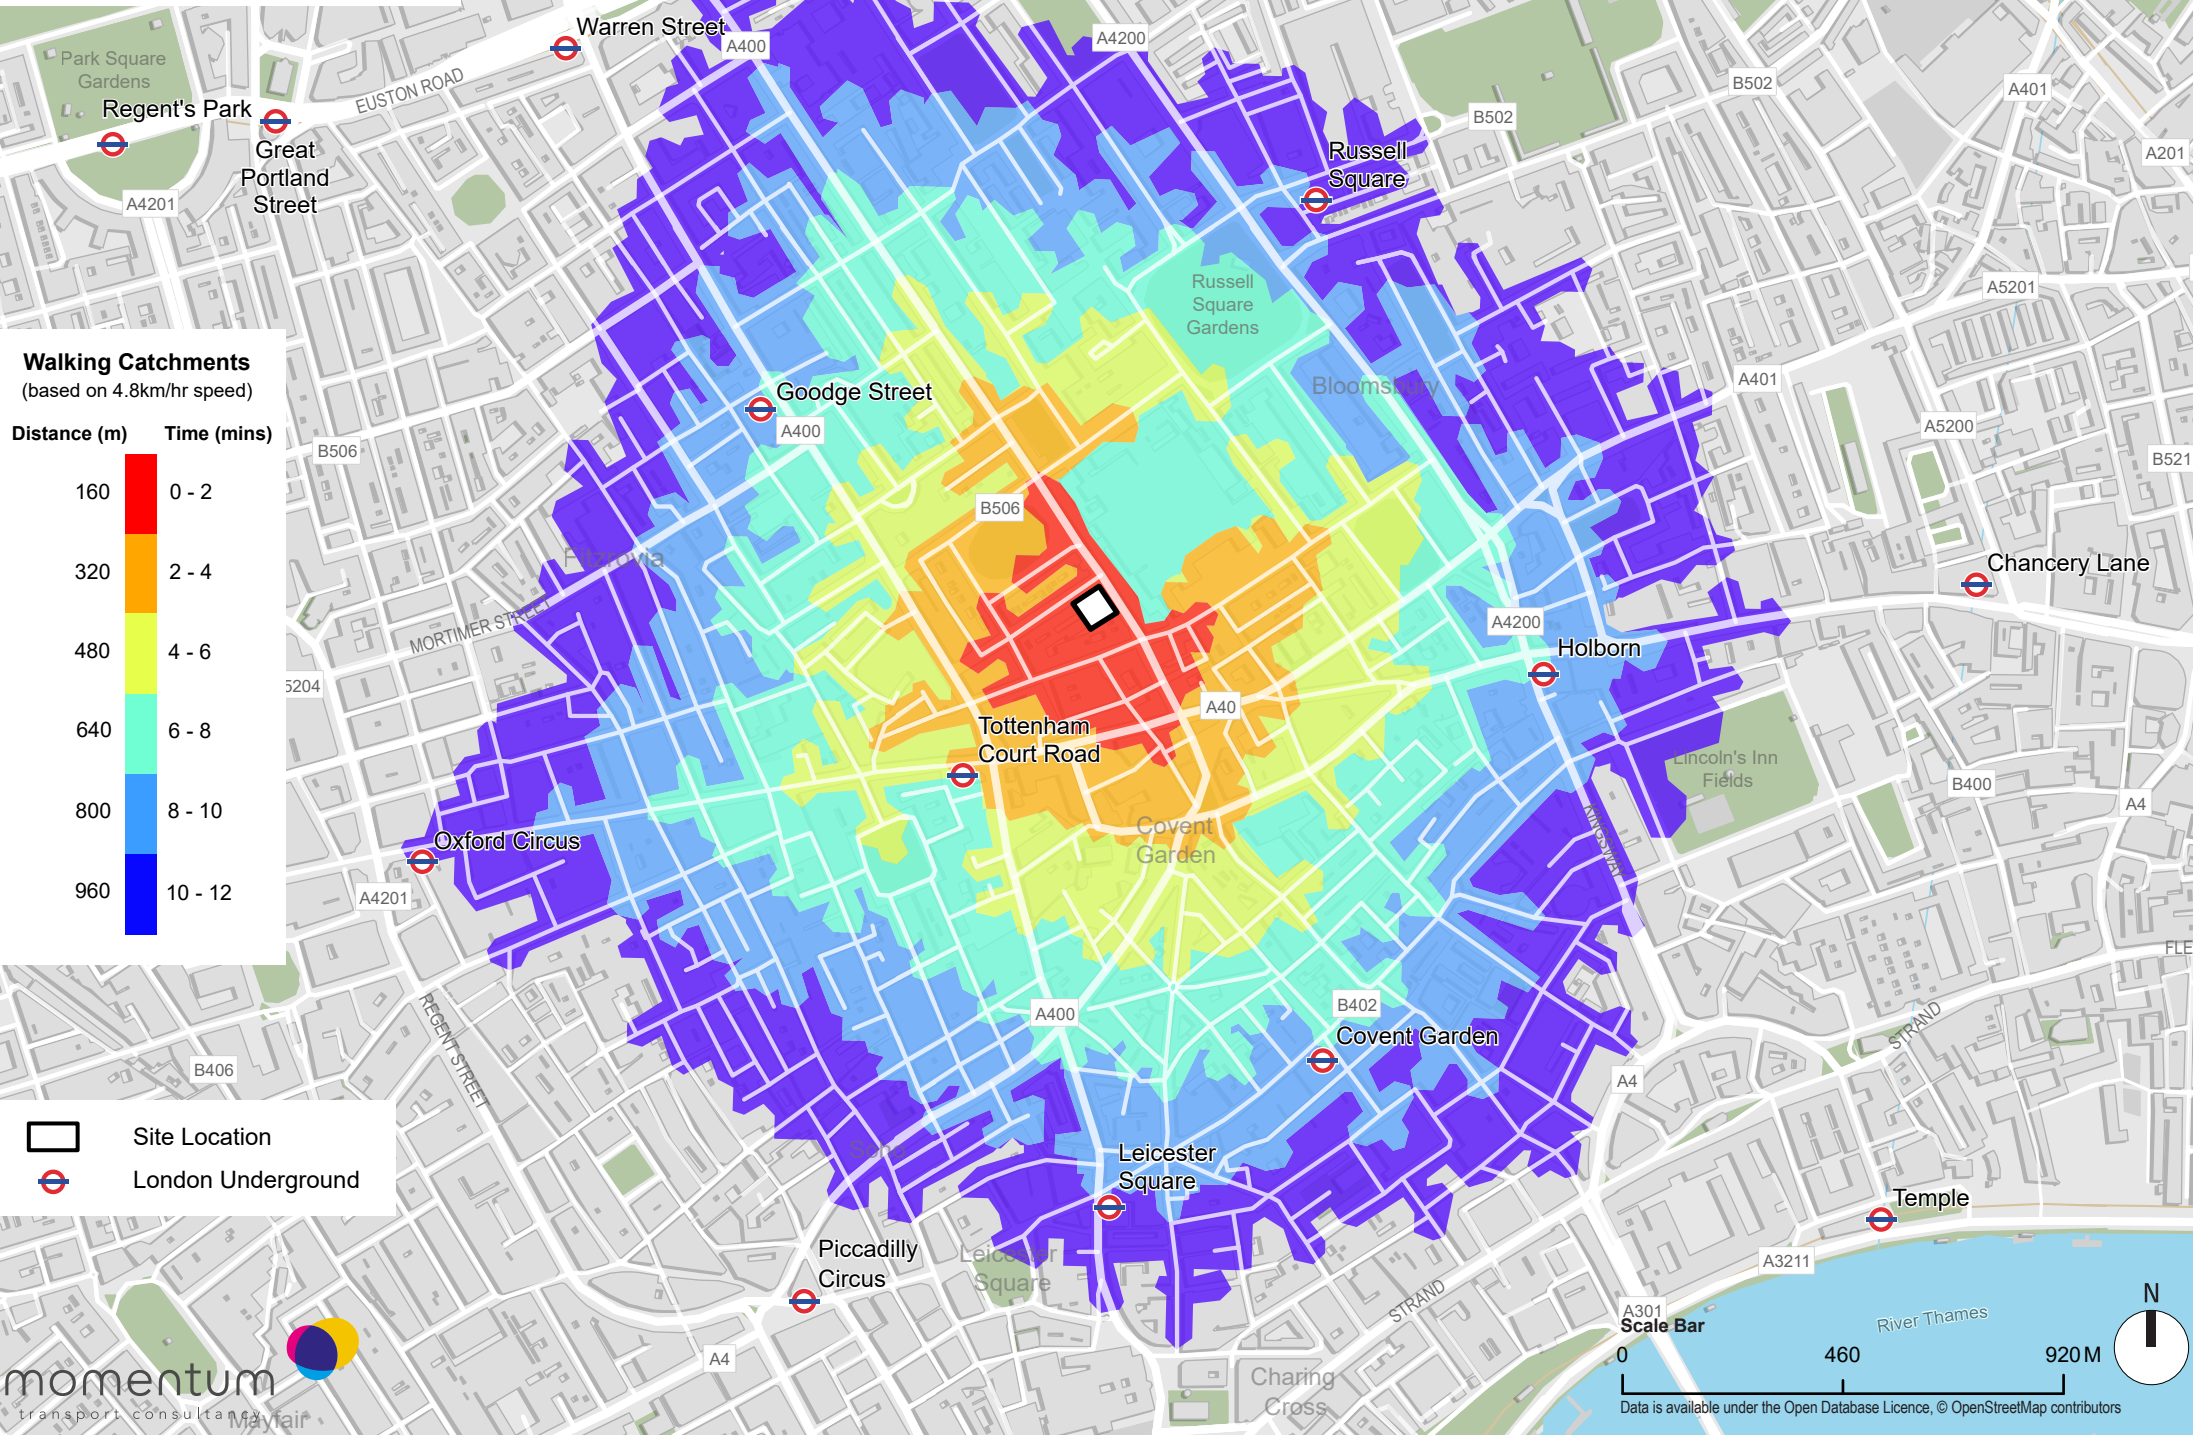 Warren Street
A400
A4200
Park Square
Gardens
Regent's Park
EUSTON ROAD
B502
B502
A401
Great
Portland
Street
A4201
Russell
Square
A201
Russell
Square
Gardens
A5201
Walking Catchments
(based on 4.8km/hr speed)
Distance (m)
Time (mins)
160
0 - 2
320
2 - 4
480
4 - 6
640
6 - 8
800
8 - 10
960
10 - 12
Goodge Street
A400
Bloomsbury
A401
A5200
B506
B521
B506
Fitzrovia
Chancery Lane
MORTIMER STREET
A4200
Holborn
5204
A40
Tottenham
Court Road
Lincoln's Inn
Fields
B400
A4
Covent
Garden
KINGSWAY
Oxford Circus
A4201
FLE
REGENT STREET
A400
B402
Covent Garden
STRAND
B406
A4
Site Location
London Underground
Soho
Leicester
Square
Temple
Piccadilly
Circus
Leicester
Square
A3211
STRAND
A301
River Thames
N
Scale Bar
0
460
920 M
A4
Charing
Cross
momentum
transport consultancy
Mayfair
Data is available under the Open Database Licence, © OpenStreetMap contributors